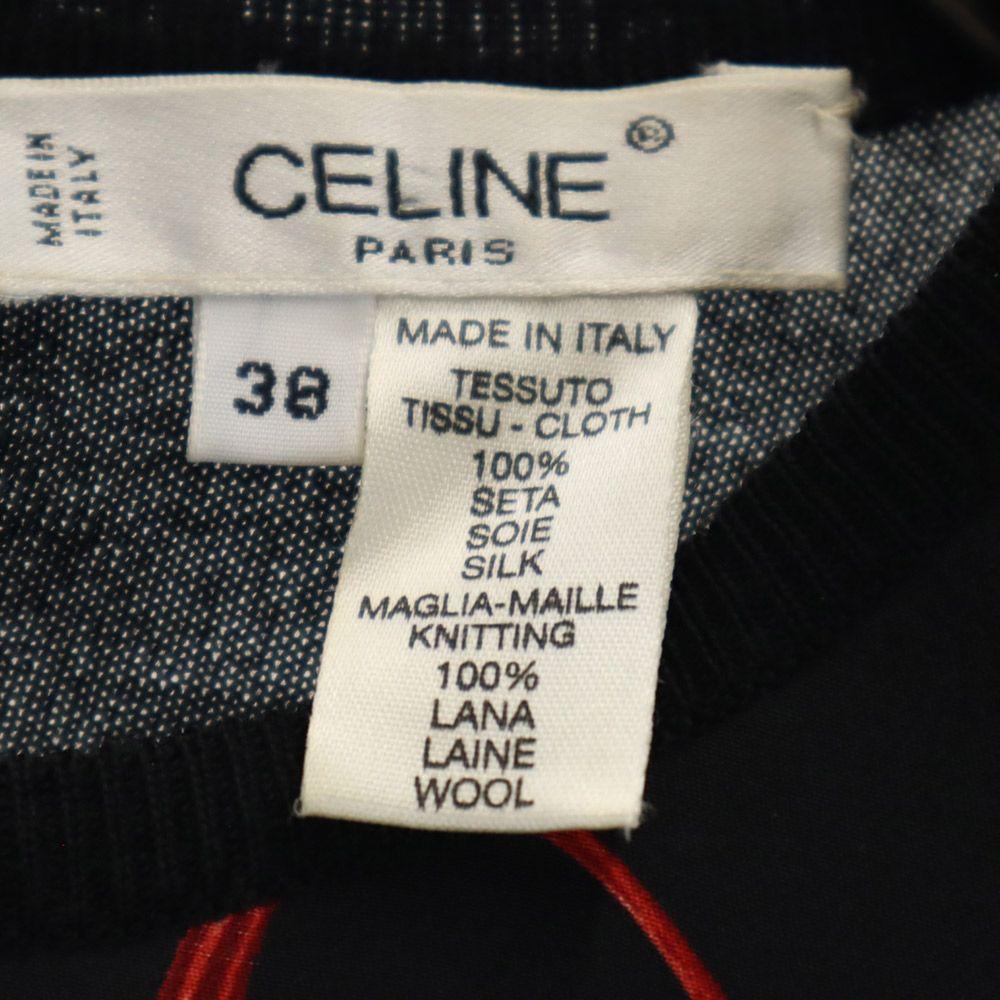 MADE IN
ITALY
CELINE®
PARIS
38
MADE IN ITALY
TESSUTO
TISSU - CLOTH
100%
SETA
SOIE
SILK
MAGLIA-MAILLE
KNITTING
100%
LANA
LAINE
WOOL